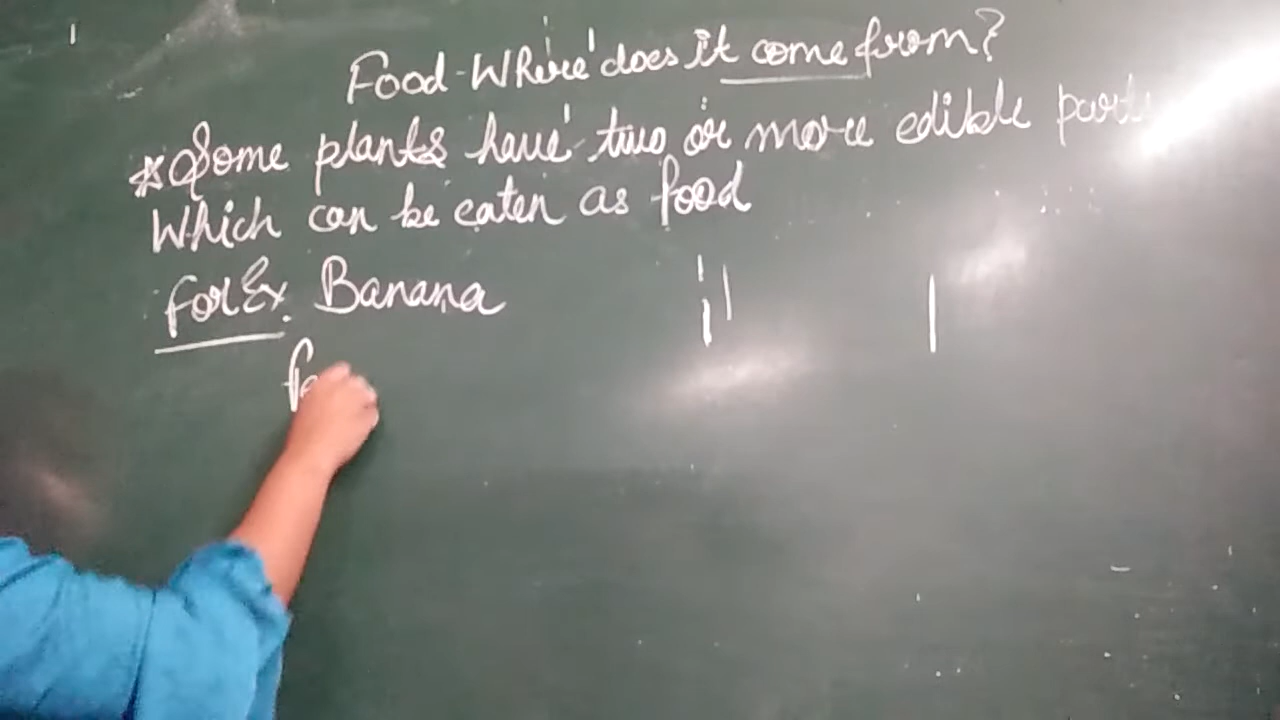 Food-Where does it come from?
*Some plants have two or more edible part
Which can be eaten as food
For Ex. Banana